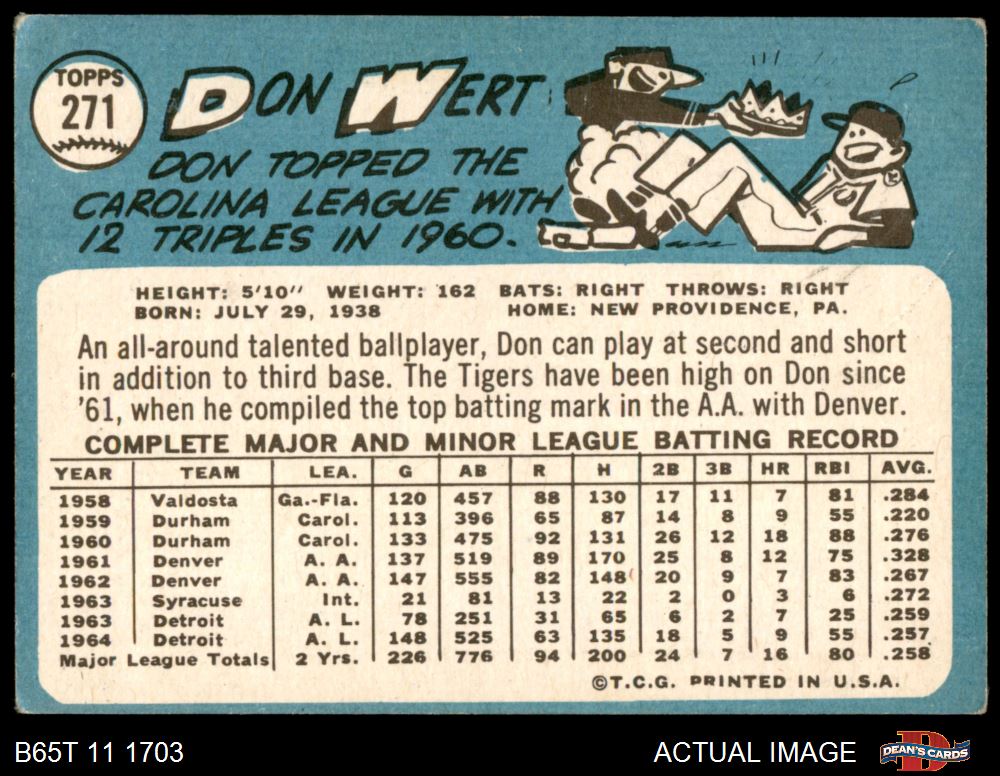 TOPPS
271
DON WERT
DON TOPPED THE
CAROLINA LEAGUE WITH
12 TRIPLES IN 1960.
HEIGHT: 5'10" WEIGHT: 162 BATS: RIGHT THROWS: RIGHT
BORN: JULY 29, 1938 HOME: NEW PROVIDENCE, PA.
An all-around talented ballplayer, Don can play at second and short
in addition to third base. The Tigers have been high on Don since
'61, when he compiled the top batting mark in the A.A. with Denver.
COMPLETE MAJOR AND MINOR LEAGUE BATTING RECORD
YEAR TEAM LEA. G AB R H 2B 3B HR RBI AVG.
1958 Valdosta Ga.-Fla. 120 457 88 130 17 11 7 81 .284
1959 Durham Carol. 113 396 65 87 14 8 9 55 .220
1960 Durham Carol. 133 475 92 131 26 12 18 88 .276
1961 Denver A. A. 137 519 89 170 25 8 12 75 .328
1962 Denver A. A. 147 555 82 148 20 9 7 83 .267
1963 Syracuse Int. 21 81 13 22 2 0 3 6 .272
1963 Detroit A. L. 78 251 31 65 6 2 7 25 .259
1964 Detroit A. L. 148 525 63 135 18 5 9 55 .257
Major League Totals 2 Yrs. 226 776 94 200 24 7 16 80 .258
©T.C.G. PRINTED IN U.S.A.
B65T 11 1703 ACTUAL IMAGE DEAN'S CARDS